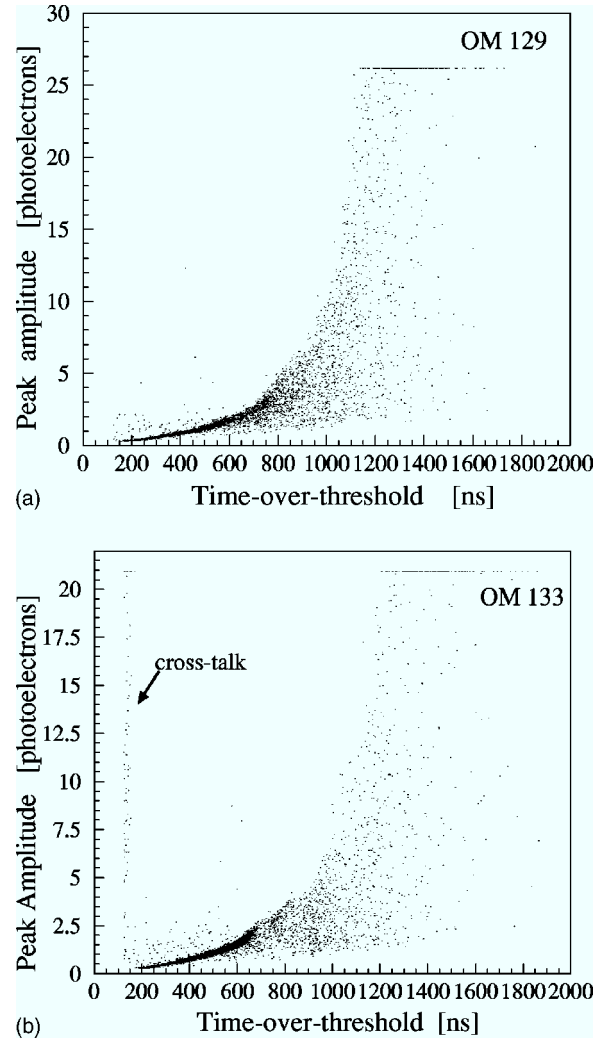 OM 129
30
25
20
15
10
5
0
Peak amplitude [photoelectrons]
0 200 400 600 800 1000 1200 1400 1600 1800 2000
(a) Time-over-threshold [ns]
OM 133
cross-talk
20
17.5
15
12.5
10
7.5
5
2.5
0
Peak Amplitude [photoelectrons]
0 200 400 600 800 1000 1200 1400 1600 1800 2000
(b) Time-over-threshold [ns]